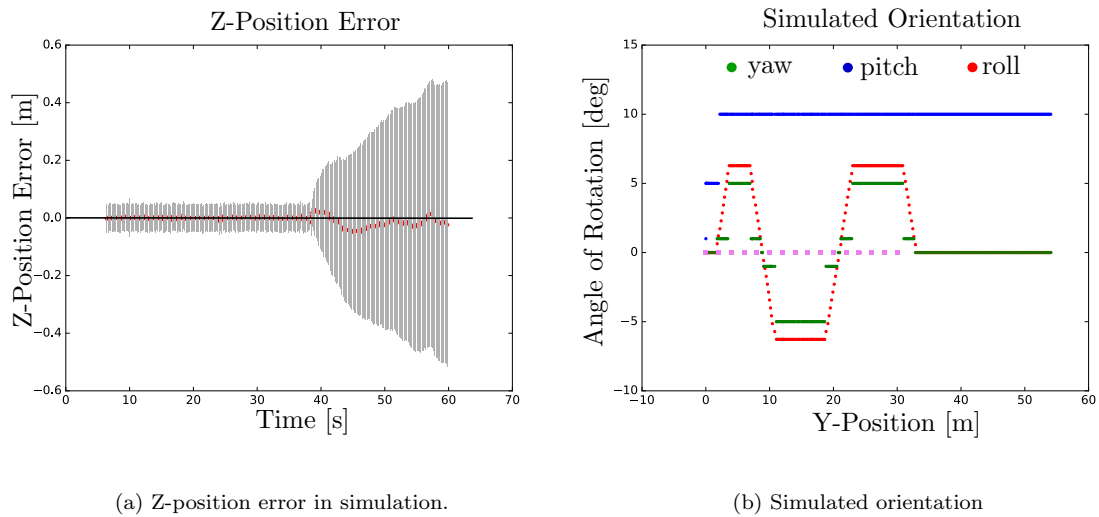 Z-Position Error
Z-Position Error [m]
0.6
0.4
0.2
0.0
−0.2
−0.4
−0.6
0 10 20 30 40 50 60 70
Time [s]
(a) Z-position error in simulation.
Simulated Orientation
yaw pitch roll
Angle of Rotation [deg]
15
10
5
0
−5
−10
−10 0 10 20 30 40 50 60
Y-Position [m]
(b) Simulated orientation